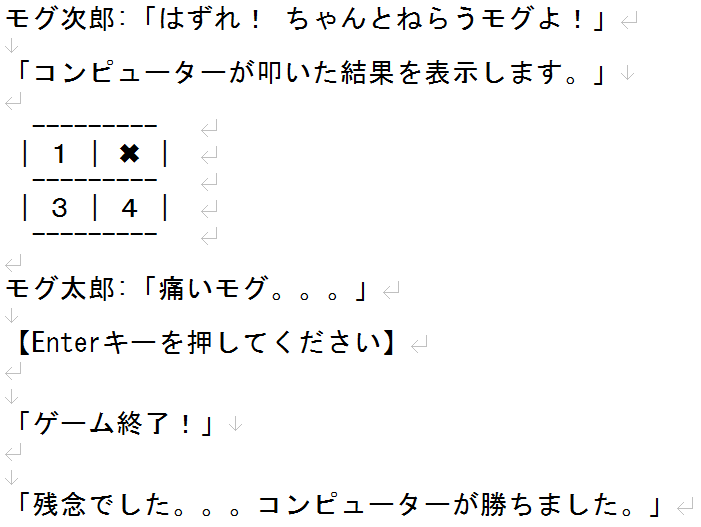 モグ次郎:「はずれ！ ちゃんとねらうモグよ！」↵
↓
「コンピューターが叩いた結果を表示します。」↓
↵
--------- ↵
| １ | ✖ | ↵
--------- ↵
| ３ | ４ | ↵
--------- ↵
↵
モグ太郎:「痛いモグ。。。」↵
↓
【Enterキーを押してください】↵
↵
↓
「ゲーム終了！」↓
↵
↓
「残念でした。。。コンピューターが勝ちました。」↵